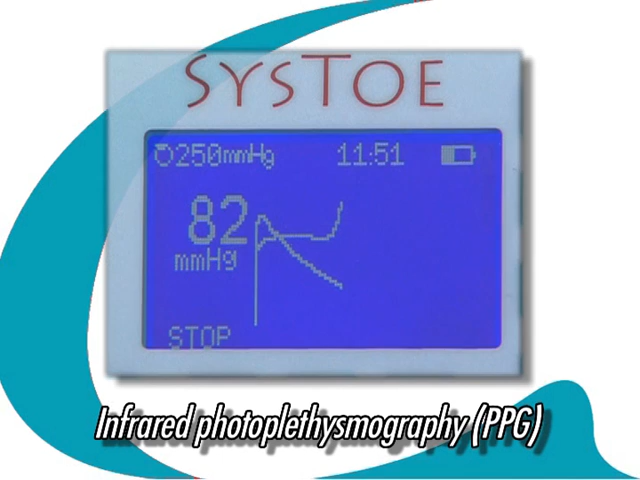 SYSTOE
250mmHg 11:51
82
mmHg
STOP
Infrared photoplethysmography (PPG)